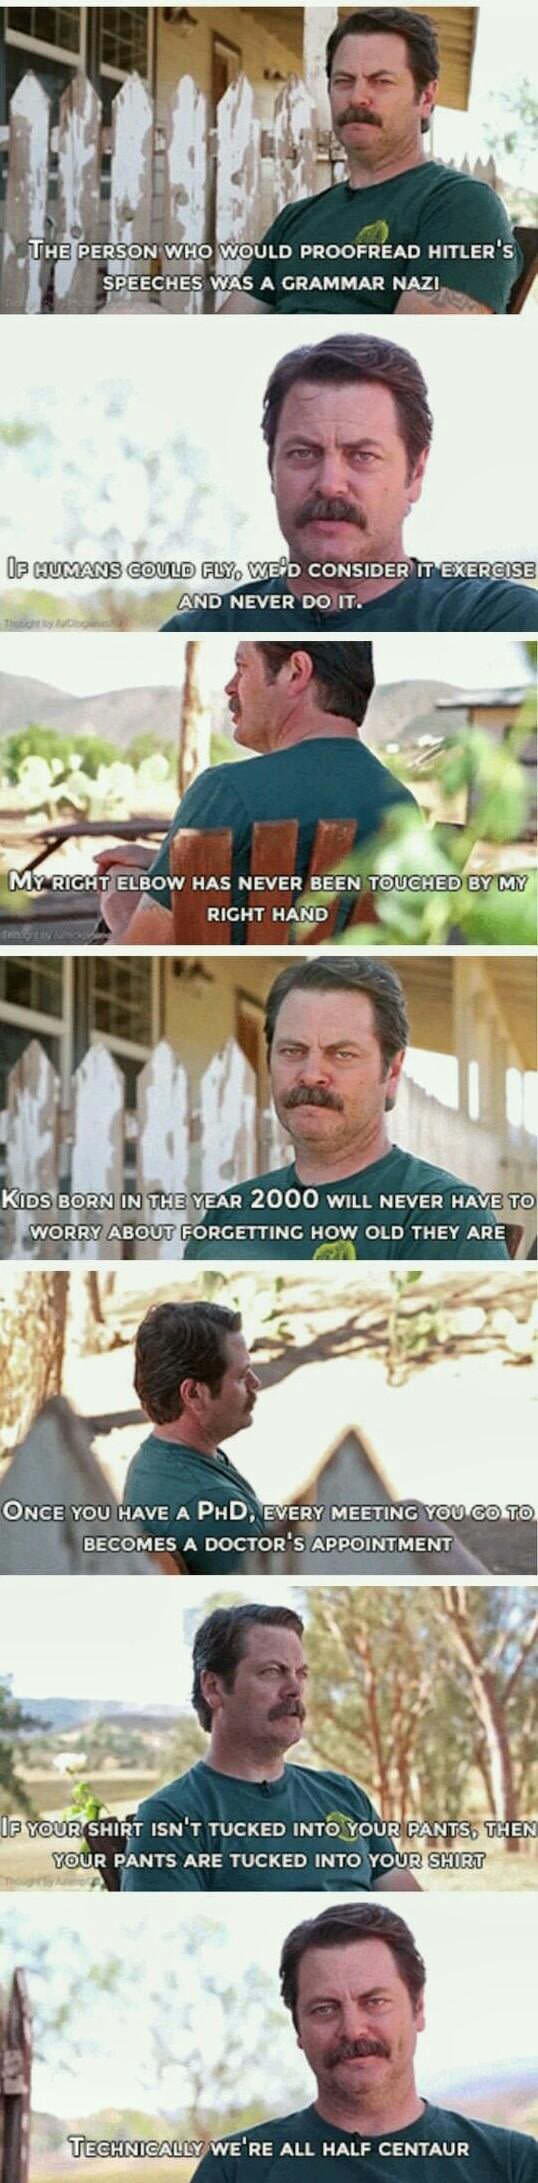 The person who would proofread Hitler's
speeches was a grammar nazi
If humans could fly, we'd consider it exercise
and never do it.
Thought by
My right elbow has never been touched by my
right hand
Kids born in the year 2000 will never have to
worry about forgetting how old they are
Once you have a PhD, every meeting you go to
becomes a doctor's appointment
If your shirt isn't tucked into your pants, then
your pants are tucked into your shirt
Thought by
Technically we're all half centaur